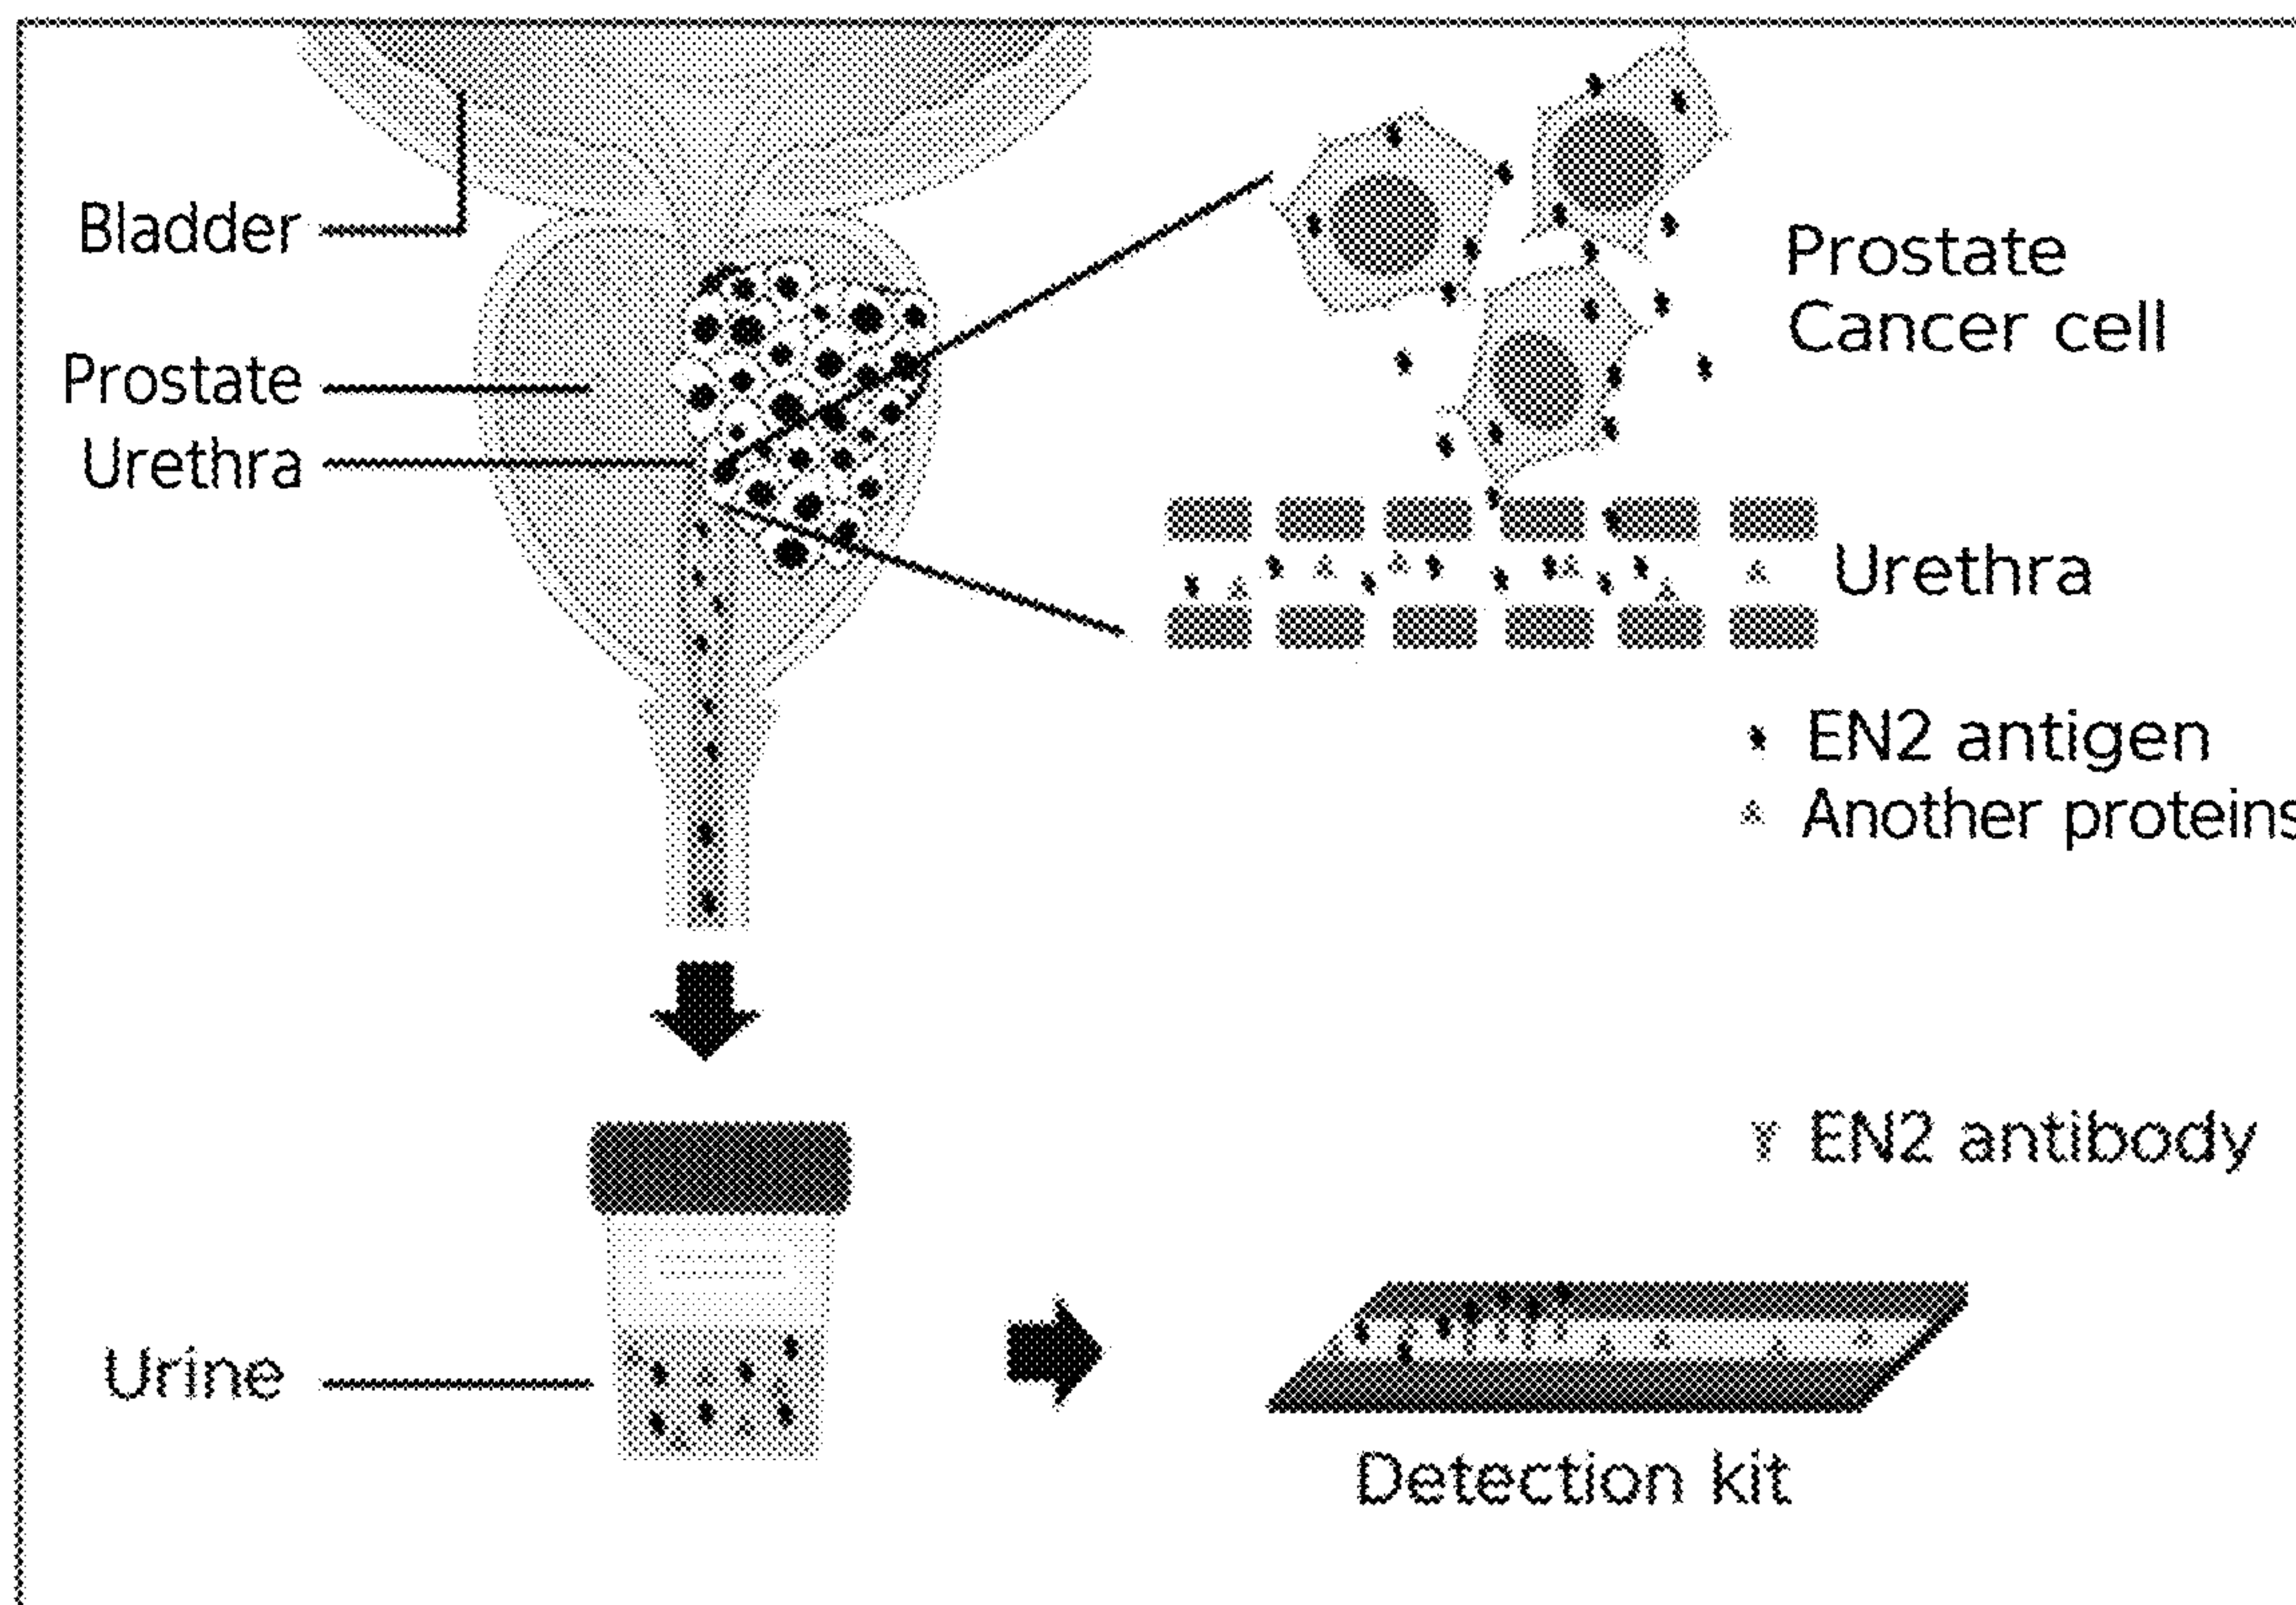 Bladder
Prostate
Urethra
Prostate
Cancer cell
Urethra
EN2 antigen
Another proteins
EN2 antibody
Urine
Detection kit